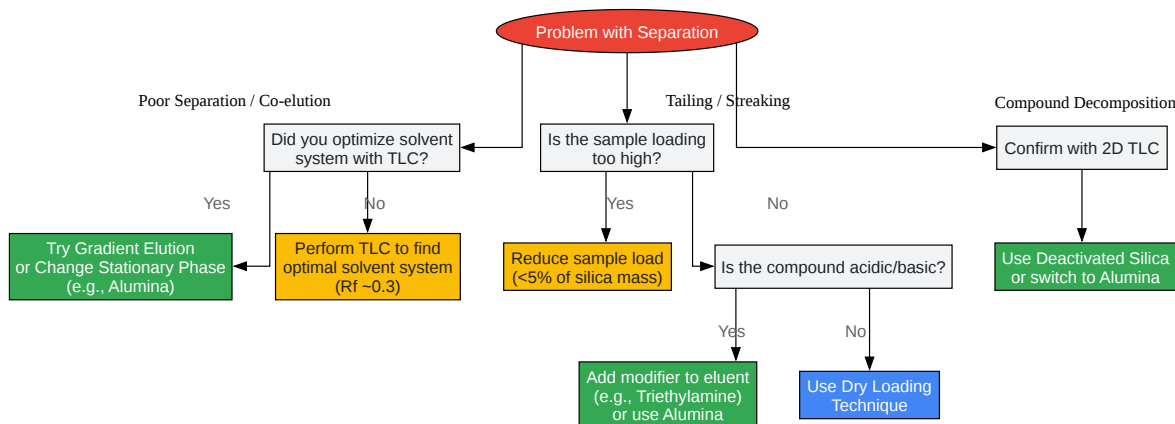 Problem with Separation
Poor Separation / Co-elution
Tailing / Streaking
Compound Decomposition
Did you optimize solvent
system with TLC?
Is the sample loading
too high?
Confirm with 2D TLC
Yes
No
Yes
No
Try Gradient Elution
or Change Stationary Phase
(e.g., Alumina)
Perform TLC to find
optimal solvent system
(Rf ~0.3)
Reduce sample load
(<5% of silica mass)
Is the compound acidic/basic?
Use Deactivated Silica
or switch to Alumina
Yes
No
Add modifier to eluent
(e.g., Triethylamine)
or use Alumina
Use Dry Loading
Technique